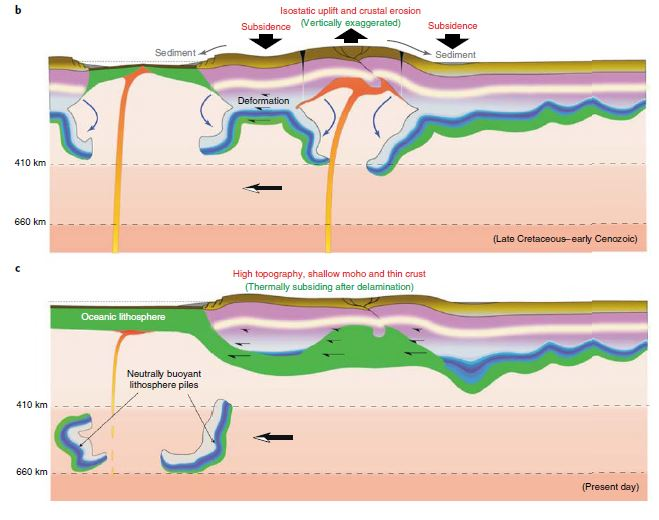 b
Isostatic uplift and crustal erosion
(Vertically exaggerated)
Subsidence
Subsidence
Sediment
Sediment
Deformation
410 km
660 km
(Late Cretaceous–early Cenozoic)
c
High topography, shallow moho and thin crust
(Thermally subsiding after delamination)
Oceanic lithosphere
Neutrally buoyant
lithosphere piles
410 km
660 km
(Present day)